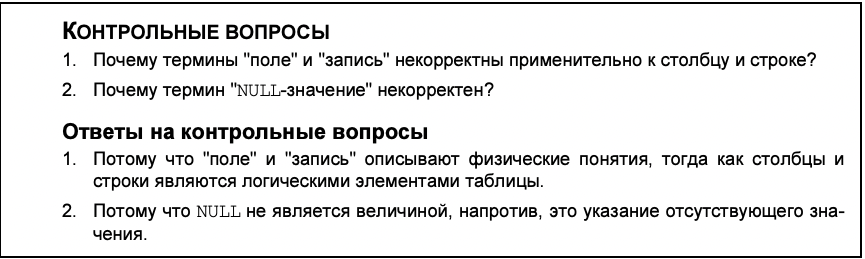 КОНТРОЛЬНЫЕ ВОПРОСЫ
1. Почему термины "поле" и "запись" некорректны применительно к столбцу и строке?
2. Почему термин "NULL-значение" некорректен?
Ответы на контрольные вопросы
1. Потому что "поле" и "запись" описывают физические понятия, тогда как столбцы и
строки являются логическими элементами таблицы.
2. Потому что NULL не является величиной, напротив, это указание отсутствующего зна-
чения.